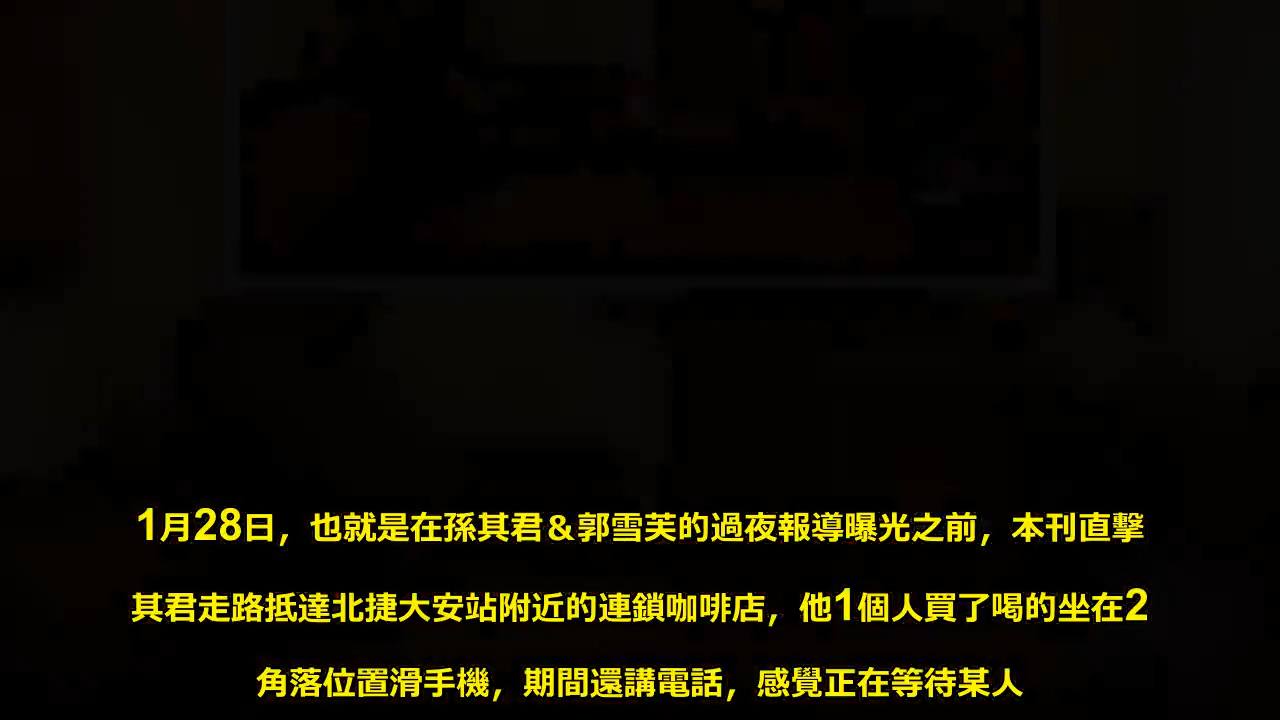 1月28日，也就是在孫其君＆郭雪芙的過夜報導曝光之前，本刊直擊
其君走路抵達北捷大安站附近的連鎖咖啡店，他1個人買了喝的坐在2
角落位置滑手機，期間還講電話，感覺正在等待某人